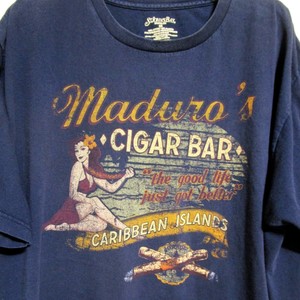 Maduro's
CIGAR BAR
"the good life
just got better"
CARIBBEAN ISLANDS